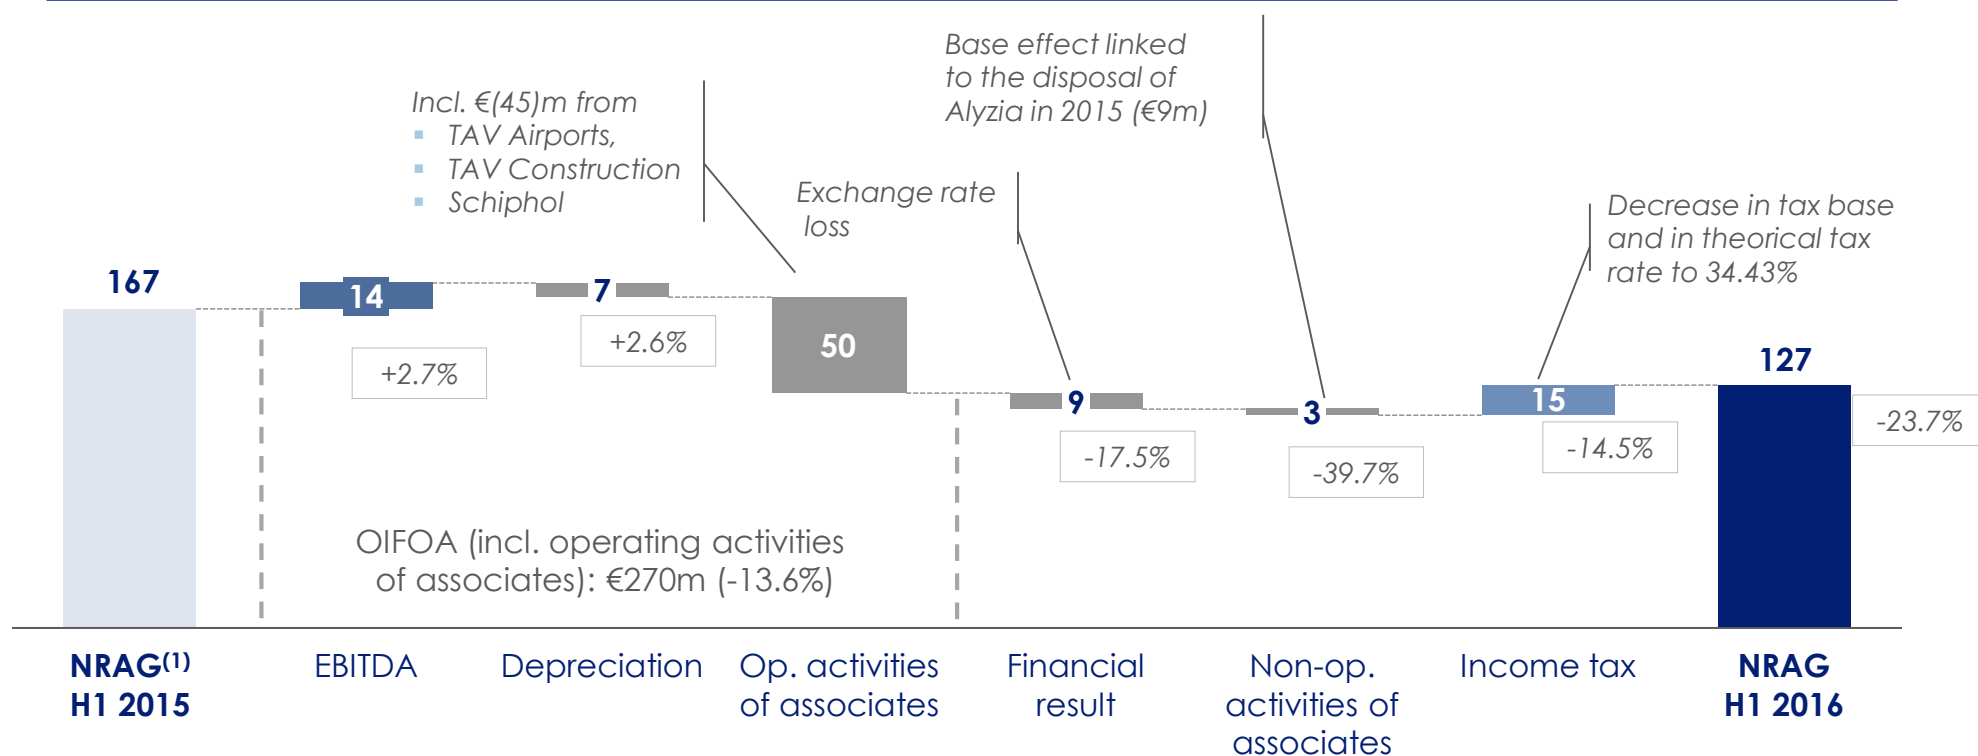 Base effect linked
to the disposal of
Alyzia in 2015 (€9m)
Incl. €(45)m from
▪ TAV Airports,
▪ TAV Construction
▪ Schiphol
Exchange rate
loss
Decrease in tax base
and in theorical tax
rate to 34.43%
167
14
7
50
9
3
15
127
+2.7%
+2.6%
-17.5%
-39.7%
-14.5%
-23.7%
OIFOA (incl. operating activities
of associates): €270m (-13.6%)
NRAG(1)
H1 2015
EBITDA
Depreciation
Op. activities
of associates
Financial
result
Non-op.
activities of
associates
Income tax
NRAG
H1 2016